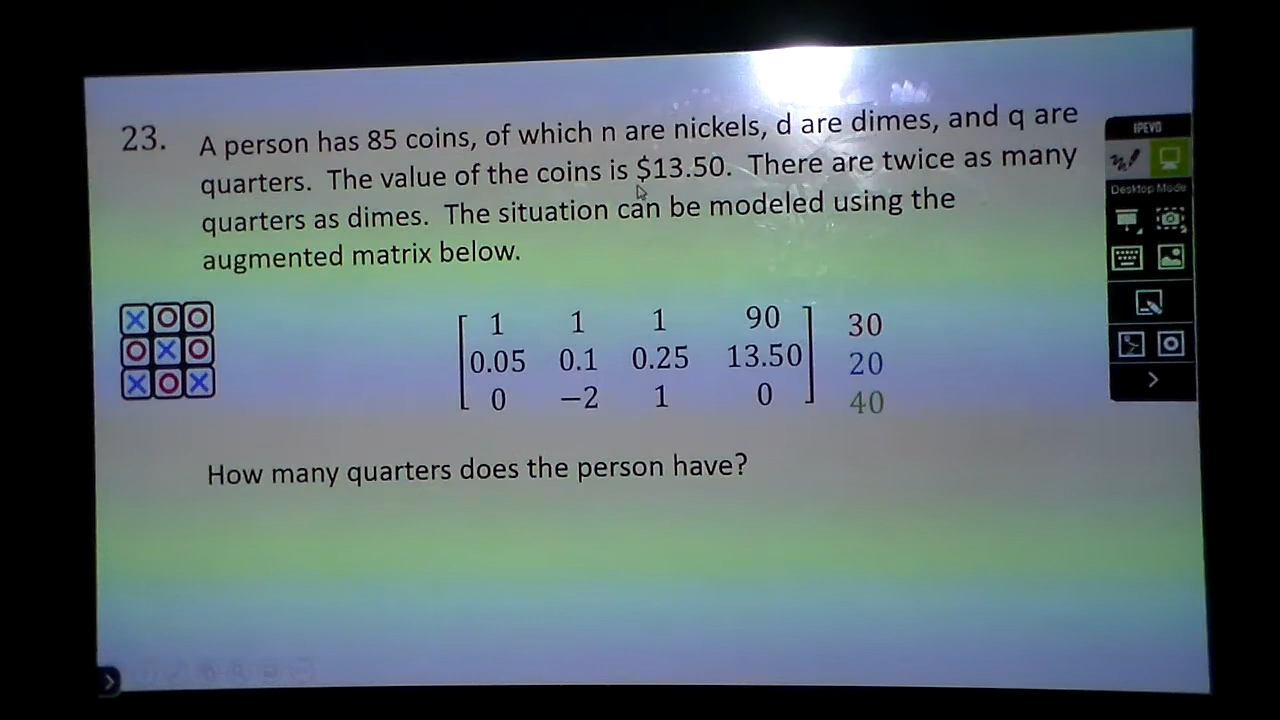 23. A person has 85 coins, of which n are nickels, d are dimes, and q are
quarters. The value of the coins is $13.50. There are twice as many
quarters as dimes. The situation can be modeled using the
augmented matrix below.
X O O
O X O
X O X
1 1 1 90 30
0.05 0.1 0.25 13.50 20
0 −2 1 0 40
How many quarters does the person have?
IPEVO
Desktop Mode